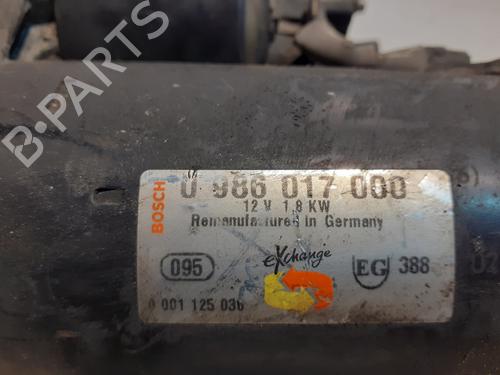 B-PARTS
BOSCH
0 986 017 000
12 V 1,8 KW
Remanufactured in Germany
eXchange
095
EG 388
0 001 125 036